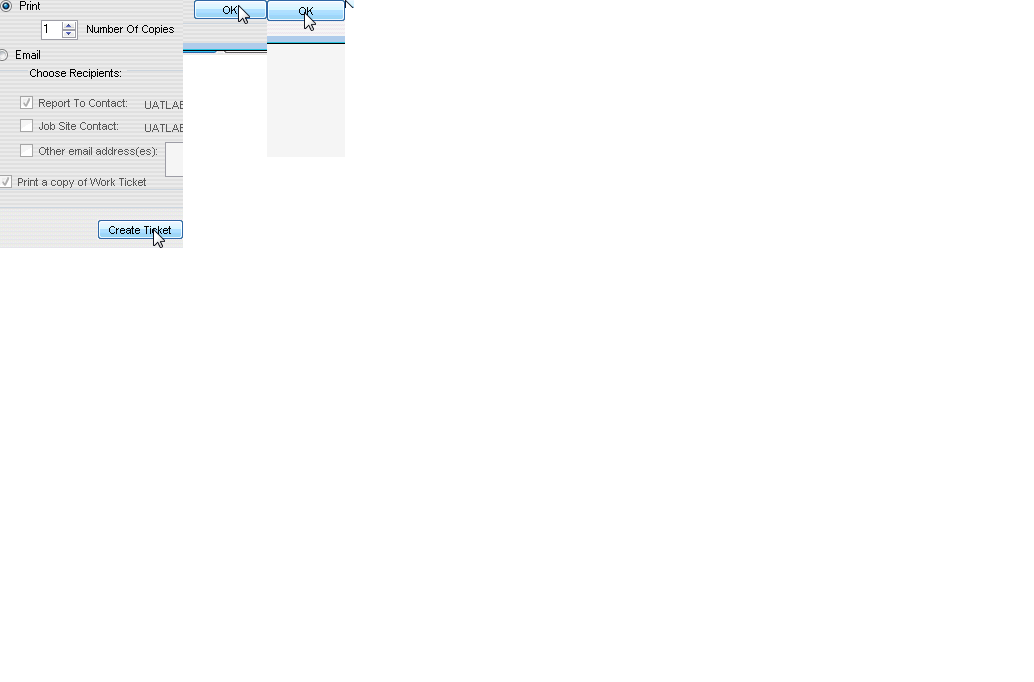 Print
OK
OK
1 Number Of Copies
Email
Choose Recipients:
Report To Contact: UATLAB
Job Site Contact: UATLAB
Other email address(es):
Print a copy of Work Ticket
Create Ticket